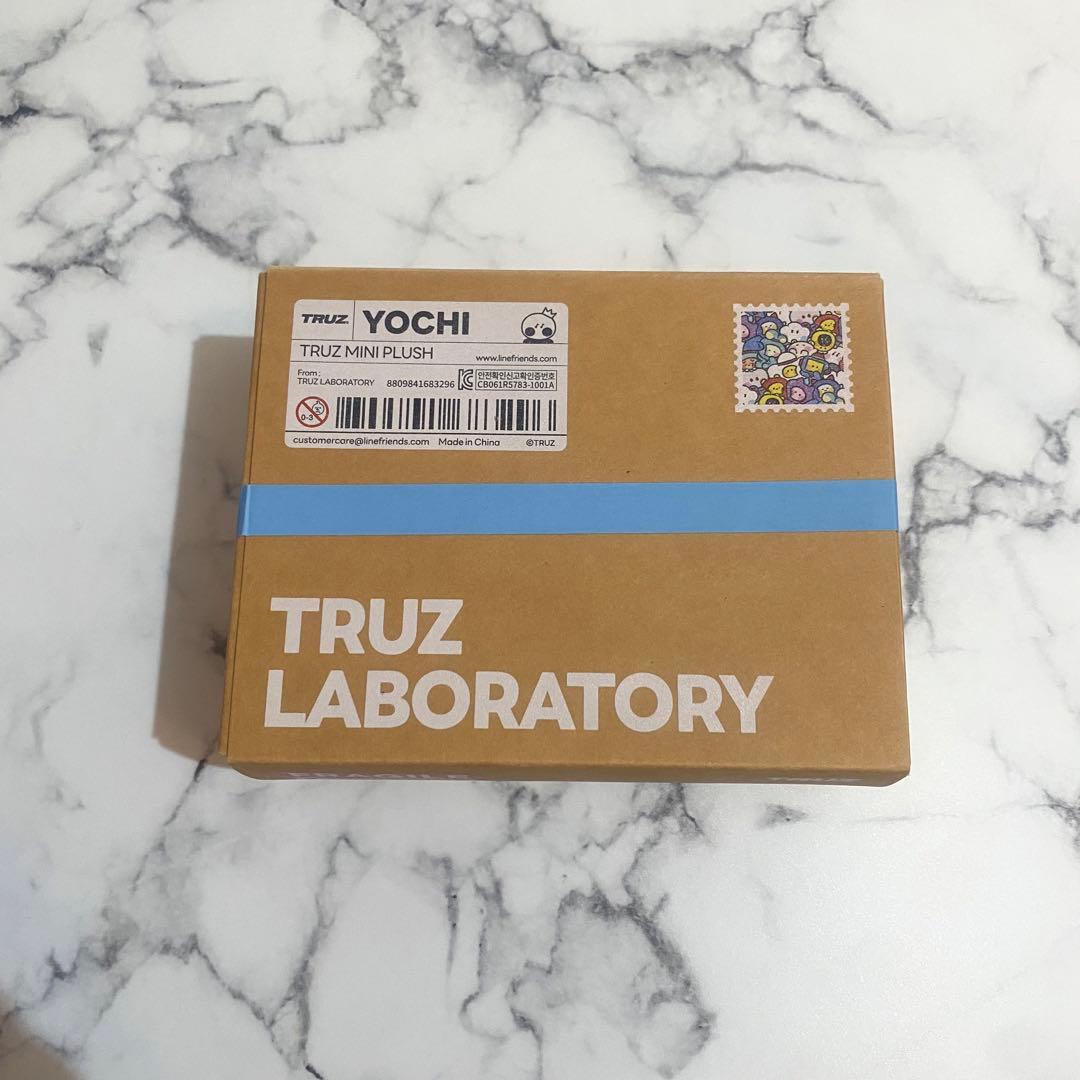 TRUZ. YOCHI
TRUZ MINI PLUSH www.linefriends.com
From :
TRUZ LABORATORY 8809841683296 안전확인신고확인증번호
CB061R5783-1001A
0-3
customercare@linefriends.com Made in China ©TRUZ
TRUZ
LABORATORY
FRAGILE